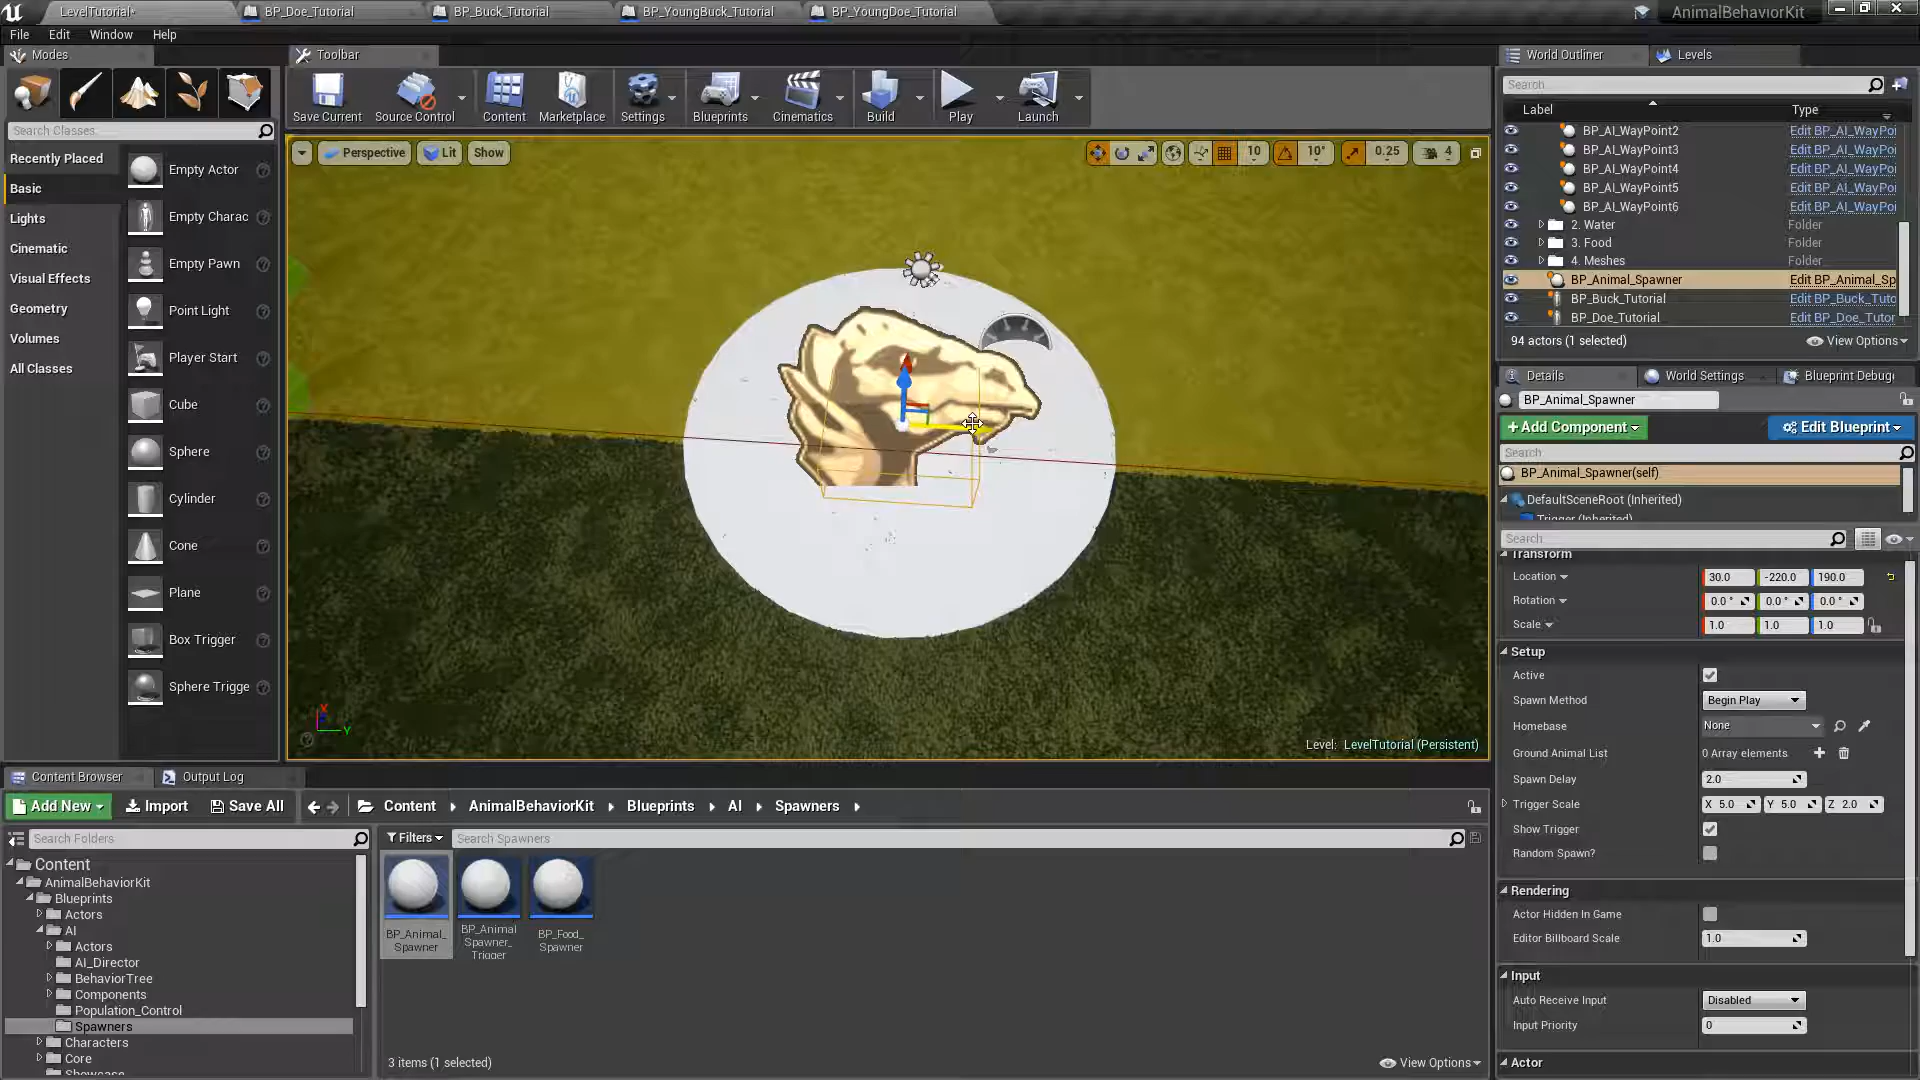 LevelTutorial*
BP_Doe_Tutorial
BP_Buck_Tutorial
BP_YoungBuck_Tutorial
BP_YoungDoe_Tutorial
AnimalBehaviorKit
File
Edit
Window
Help
Modes
Toolbar
World Outliner
Levels
Save Current
Source Control
Content
Marketplace
Settings
Blueprints
Cinematics
Build
Play
Launch
Search
Label
Type
Search Classes
Recently Placed
Basic
Lights
Cinematic
Visual Effects
Geometry
Volumes
All Classes
Empty Actor
Empty Charac
Empty Pawn
Point Light
Player Start
Cube
Sphere
Cylinder
Cone
Plane
Box Trigger
Sphere Trigge
Perspective
Lit
Show
10
10°
0.25
4
BP_AI_WayPoint2
Edit BP_AI_WayPoi
BP_AI_WayPoint3
Edit BP_AI_WayPoi
BP_AI_WayPoint4
Edit BP_AI_WayPoi
BP_AI_WayPoint5
Edit BP_AI_WayPoi
BP_AI_WayPoint6
Edit BP_AI_WayPoi
2. Water
Folder
3. Food
Folder
4. Meshes
Folder
BP_Animal_Spawner
Edit BP_Animal_Sp
BP_Buck_Tutorial
Edit BP_Buck_Tuto
BP_Doe_Tutorial
Edit BP_Doe_Tutor
94 actors (1 selected)
View Options
Details
World Settings
Blueprint Debug
BP_Animal_Spawner
+Add Component
Edit Blueprint
Search
BP_Animal_Spawner(self)
DefaultSceneRoot (Inherited)
Trigger (Inherited)
Search
Transform
Location
30.0
-220.0
190.0
Rotation
0.0 °
0.0 °
0.0 °
Scale
1.0
1.0
1.0
Setup
Active
Spawn Method
Begin Play
Homebase
None
Ground Animal List
0 Array elements
Spawn Delay
2.0
Trigger Scale
X 5.0
Y 5.0
Z 2.0
Show Trigger
Random Spawn?
Rendering
Actor Hidden In Game
Editor Billboard Scale
1.0
Input
Auto Receive Input
Disabled
Input Priority
0
Actor
X
Y
Level: LevelTutorial (Persistent)
Content Browser
Output Log
Add New
Import
Save All
Content
AnimalBehaviorKit
Blueprints
AI
Spawners
Search Folders
Filters
Search Spawners
Content
AnimalBehaviorKit
Blueprints
Actors
AI
Actors
AI_Director
BehaviorTree
Components
Population_Control
Spawners
Characters
Core
Showcase
BP_Animal_
Spawner
BP_Animal
Spawner_
Trigger
BP_Food_
Spawner
3 items (1 selected)
View Options